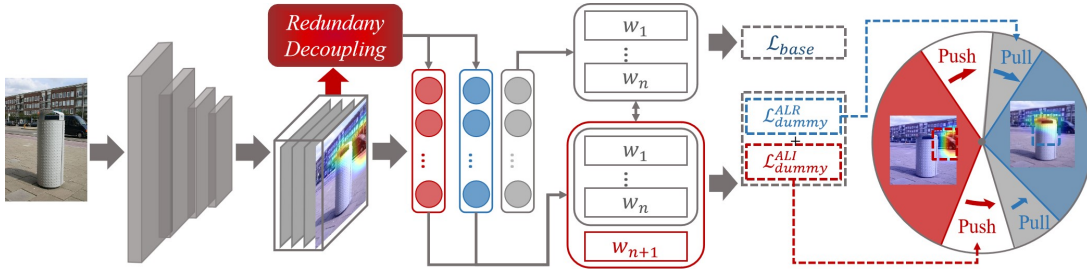 Redundany
Decoupling
w₁
wₙ
w₁
wₙ
wₙ₊₁
ℒ_base
ℒ_dummy^ALR
+
ℒ_dummy^ALI
Push
Pull
Push
Pull